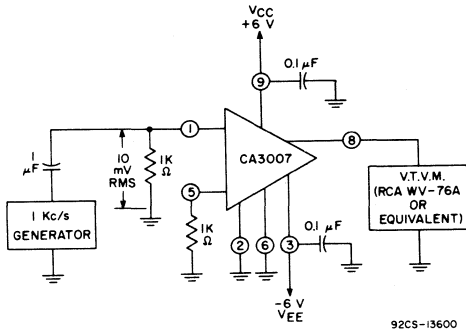 VCC
+6 V
0.1 µF
9
1
CA3007
8
1
µF
10
mV
RMS
1K
Ω
5
1K
Ω
2
6
3
0.1 µF
1 Kc/s
GENERATOR
V.T.V.M.
(RCA WV-76A
OR
EQUIVALENT)
-6 V
VEE
92CS-13600